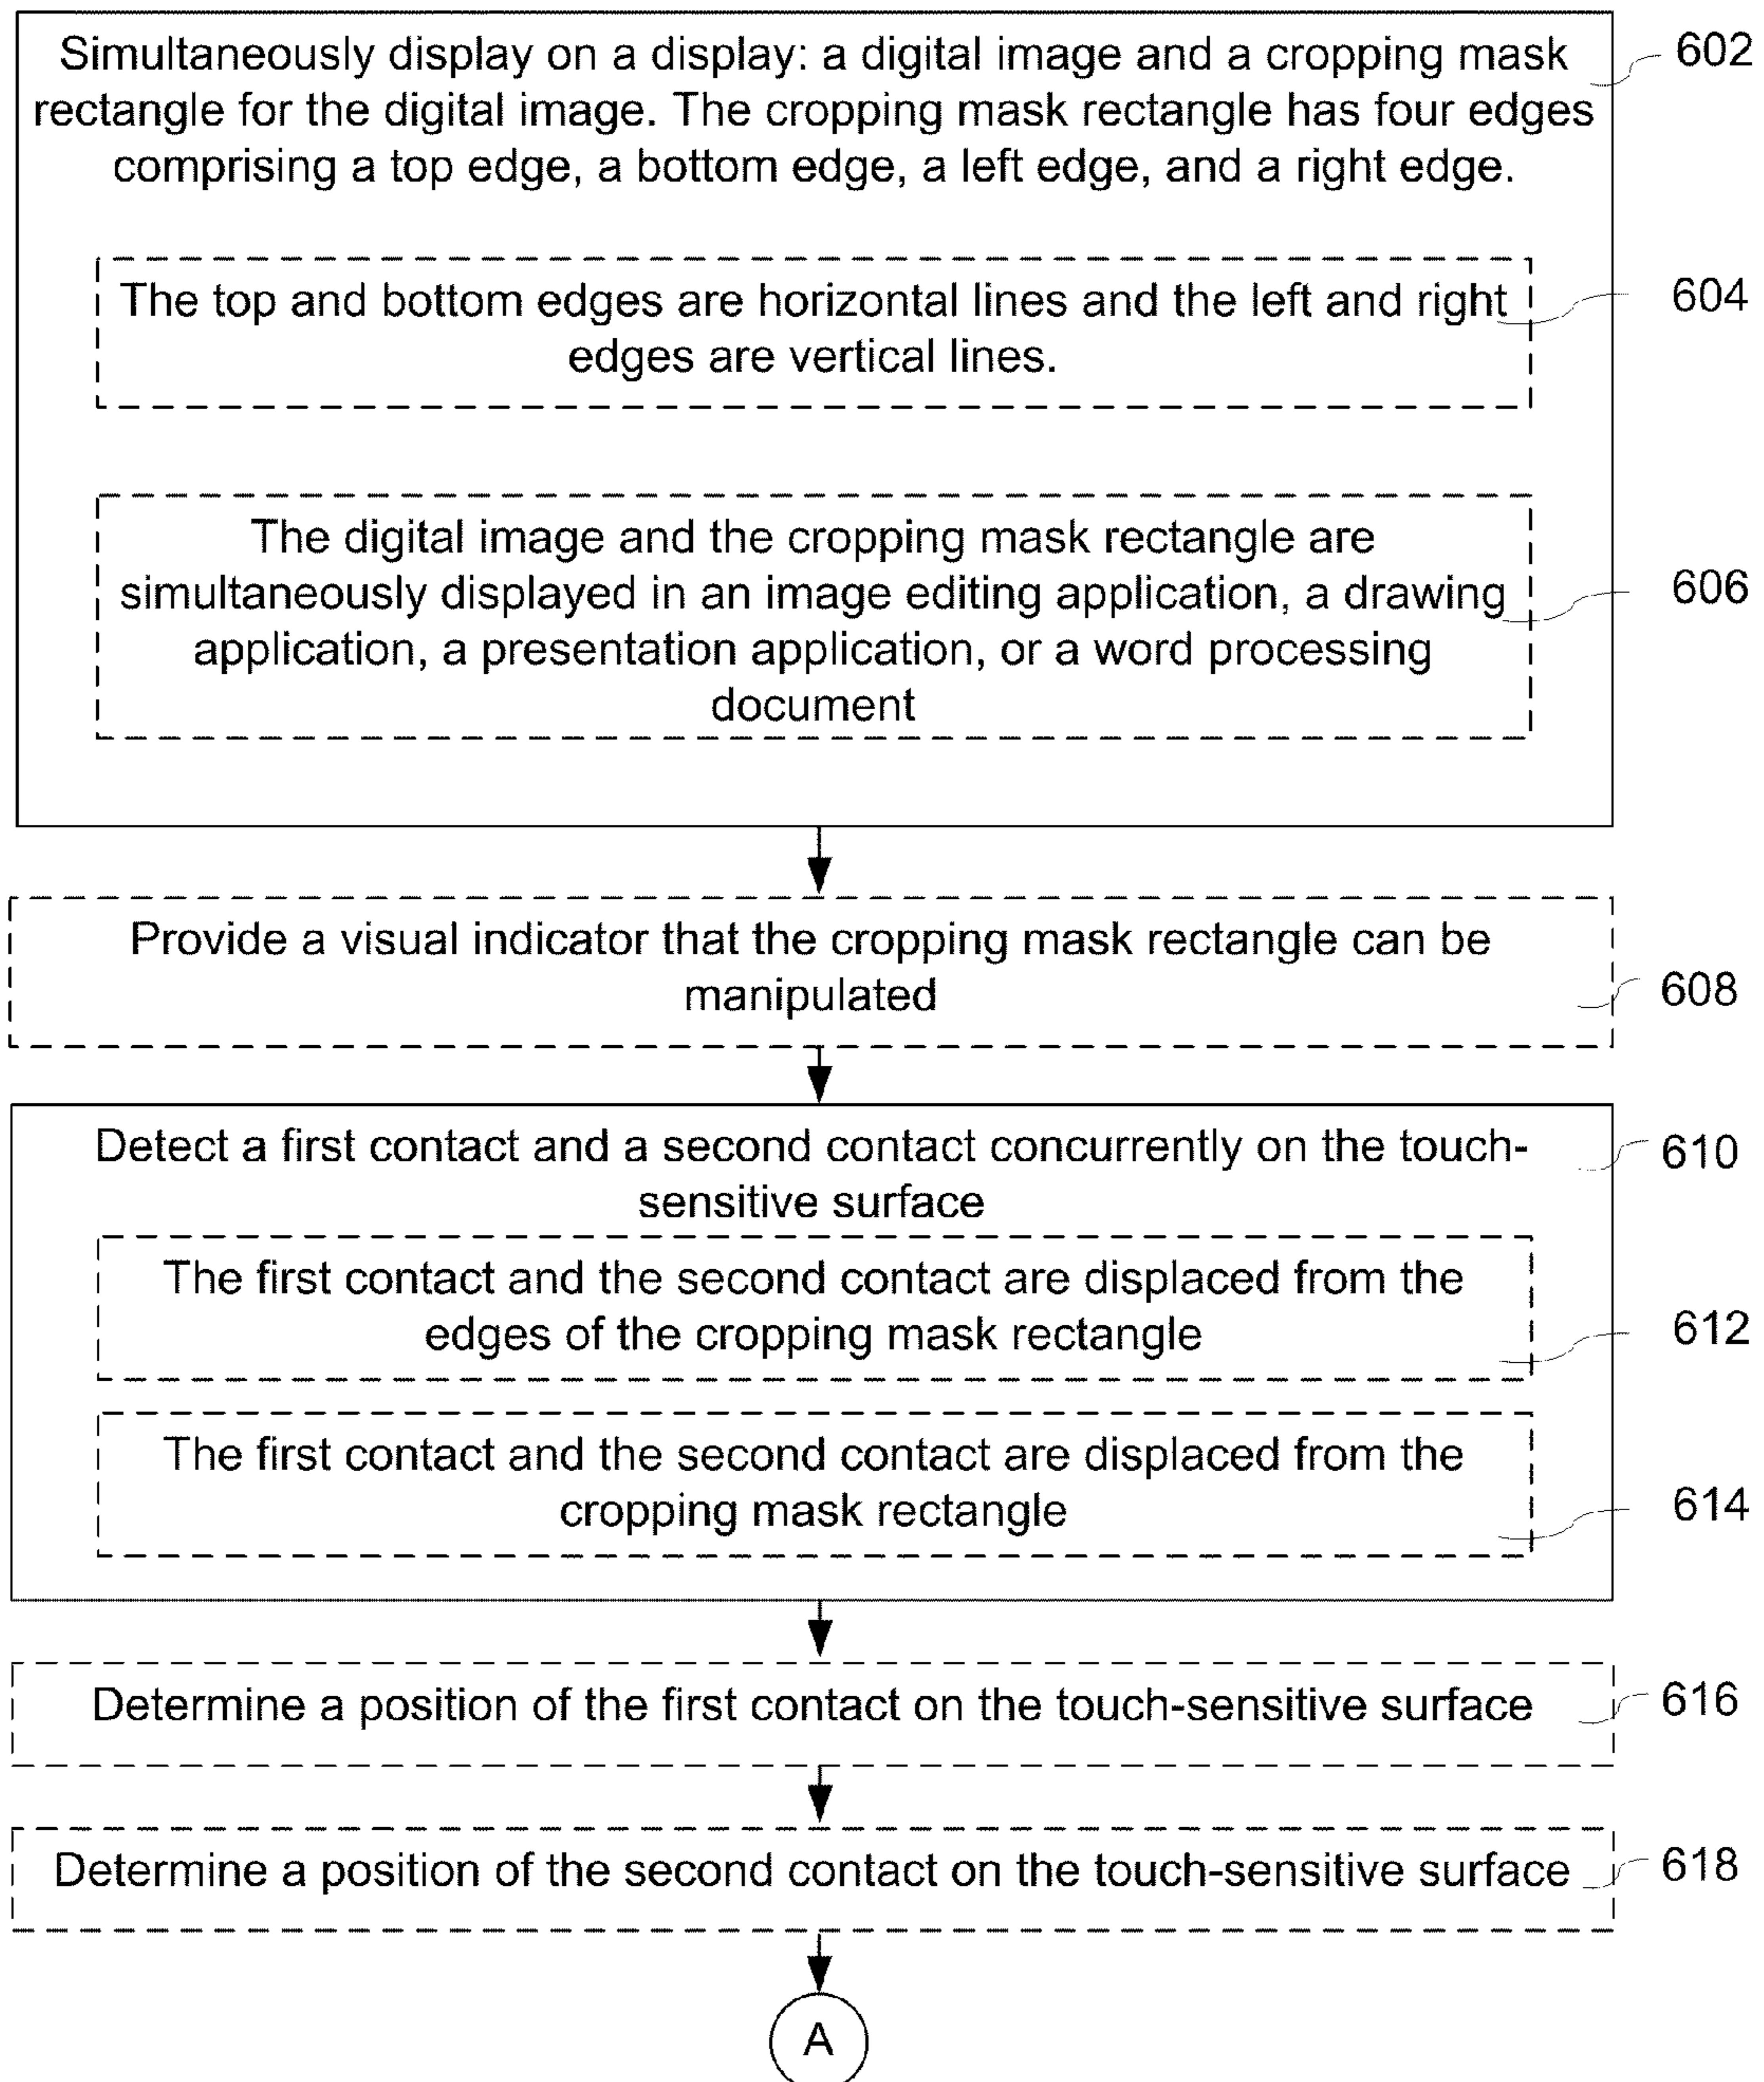 Simultaneously display on a display: a digital image and a cropping mask
rectangle for the digital image. The cropping mask rectangle has four edges
comprising a top edge, a bottom edge, a left edge, and a right edge.
602
The top and bottom edges are horizontal lines and the left and right
edges are vertical lines.
604
The digital image and the cropping mask rectangle are
simultaneously displayed in an image editing application, a drawing
application, a presentation application, or a word processing
document
606
Provide a visual indicator that the cropping mask rectangle can be
manipulated
608
Detect a first contact and a second contact concurrently on the touch-
sensitive surface
610
The first contact and the second contact are displaced from the
edges of the cropping mask rectangle
612
The first contact and the second contact are displaced from the
cropping mask rectangle
614
Determine a position of the first contact on the touch-sensitive surface
616
Determine a position of the second contact on the touch-sensitive surface
618
A